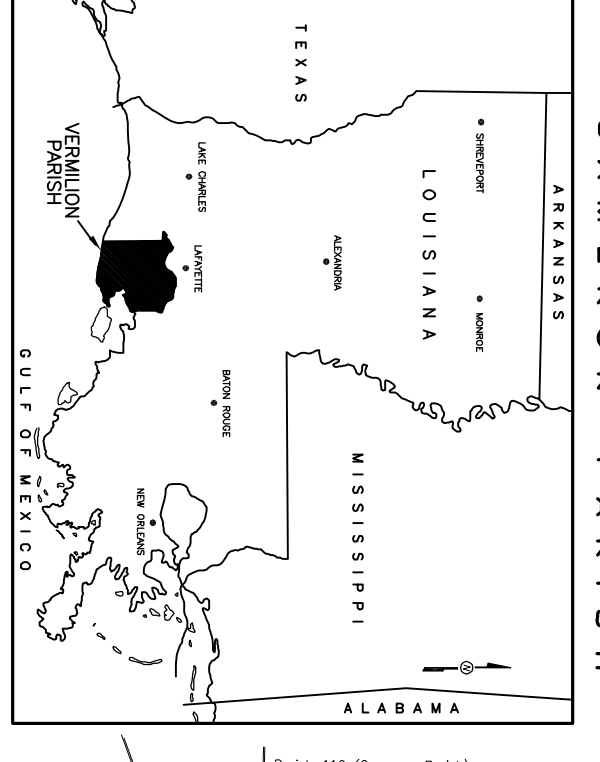 ARKANSAS
SHREVEPORT
MONROE
LOUISIANA
TEXAS
ALEXANDRIA
MISSISSIPPI
ALABAMA
BATON ROUGE
LAKE CHARLES
LAFAYETTE
NEW ORLEANS
VERMILION
PARISH
GULF OF MEXICO
N